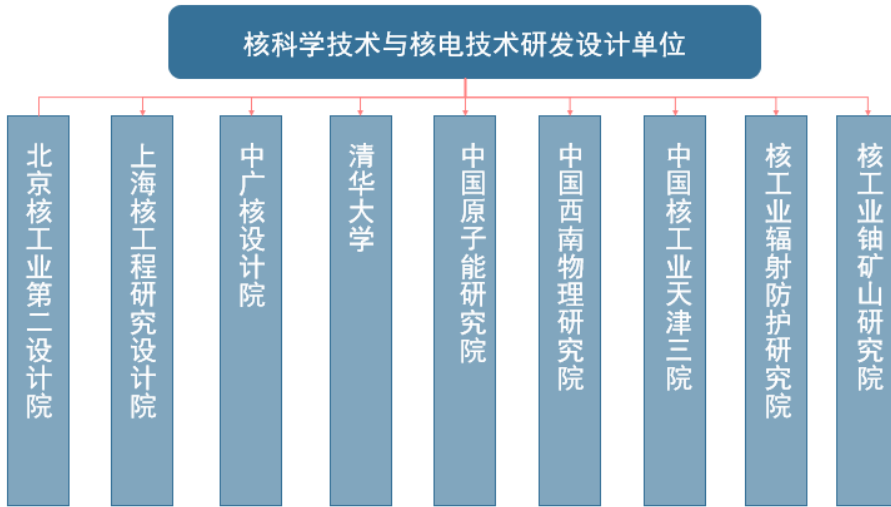 核科学技术与核电技术研发设计单位
北京核工业第二设计院
上海核工程研究设计院
中广核设计院
清华大学
中国原子能研究院
中国西南物理研究院
中国核工业天津三院
核工业辐射防护研究院
核工业铀矿山研究院